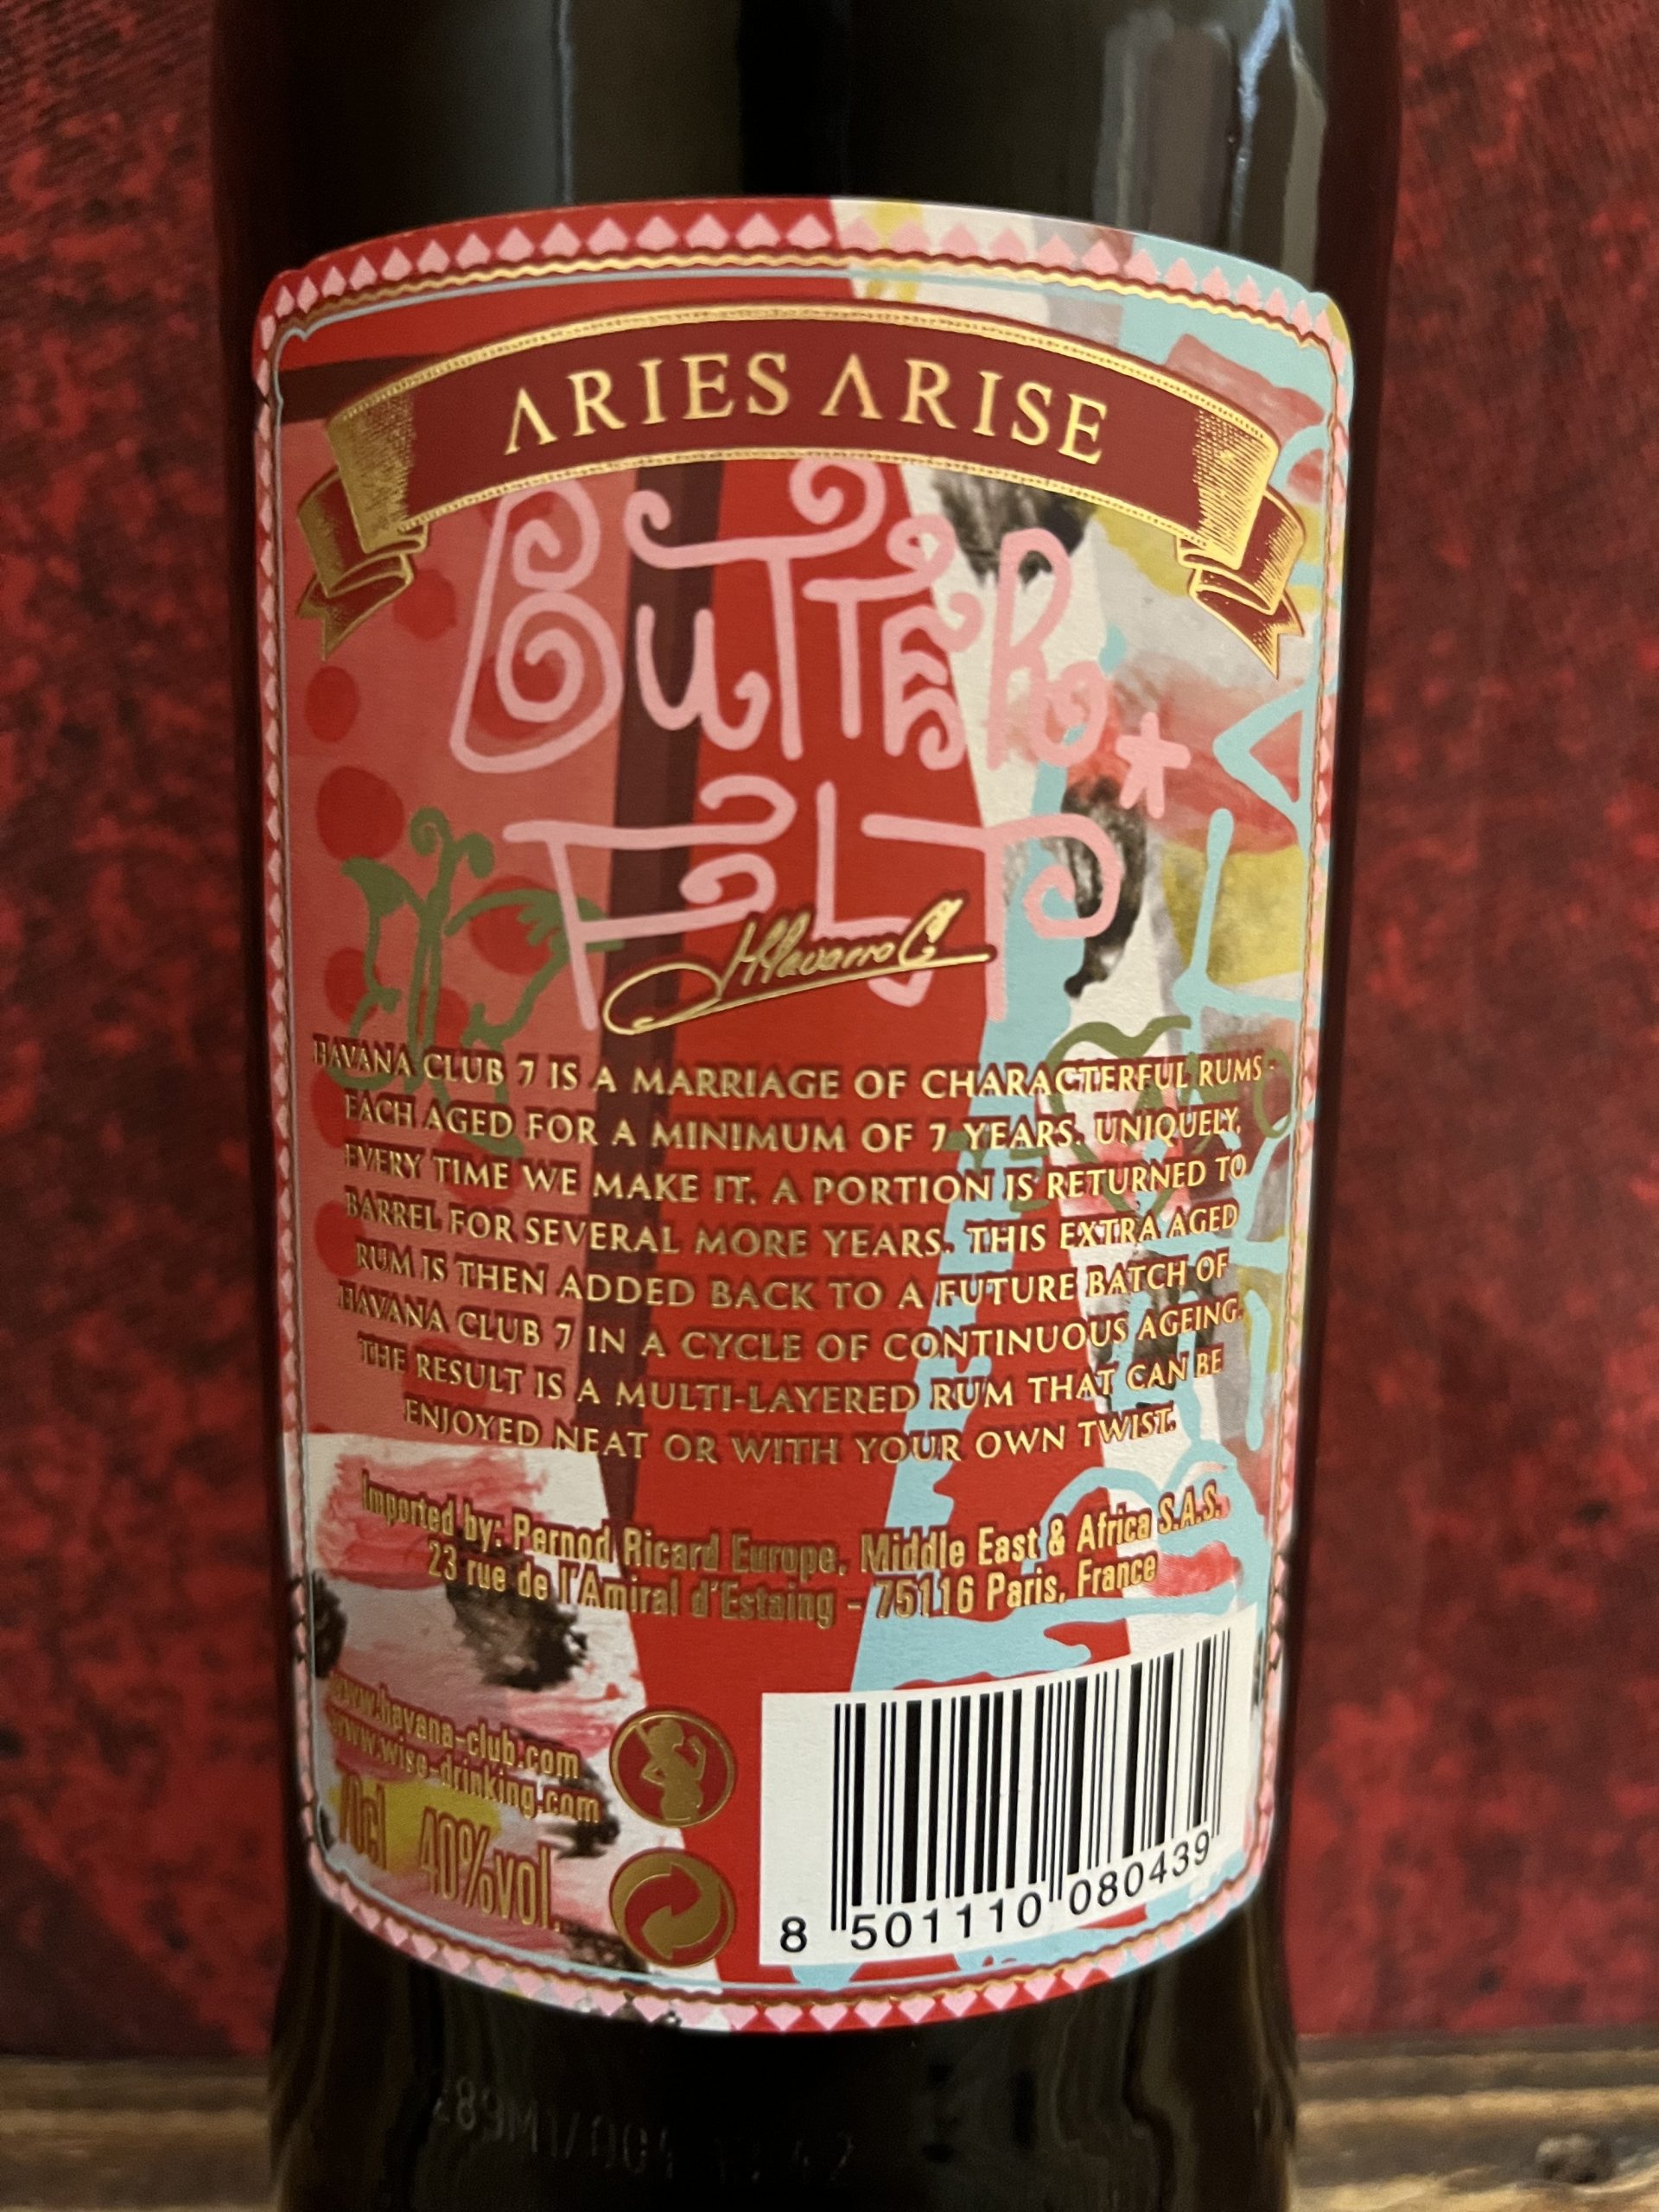 ARIES ARISE
BUTTER
FLT
HNavarro G
HAVANA CLUB 7 IS A MARRIAGE OF CHARACTERFUL RUMS -
EACH AGED FOR A MINIMUM OF 7 YEARS. UNIQUELY,
EVERY TIME WE MAKE IT, A PORTION IS RETURNED TO
BARREL FOR SEVERAL MORE YEARS. THIS EXTRA AGED
RUM IS THEN ADDED BACK TO A FUTURE BATCH OF
HAVANA CLUB 7 IN A CYCLE OF CONTINUOUS AGEING.
THE RESULT IS A MULTI-LAYERED RUM THAT CAN BE
ENJOYED NEAT OR WITH YOUR OWN TWIST.
Imported by: Pernod Ricard Europe, Middle East & Africa S.A.S.
23 rue de l'Amiral d'Estaing - 75116 Paris, France
www.havana-club.com
www.wise-drinking.com
70cl 40%vol.
8 501110 080439